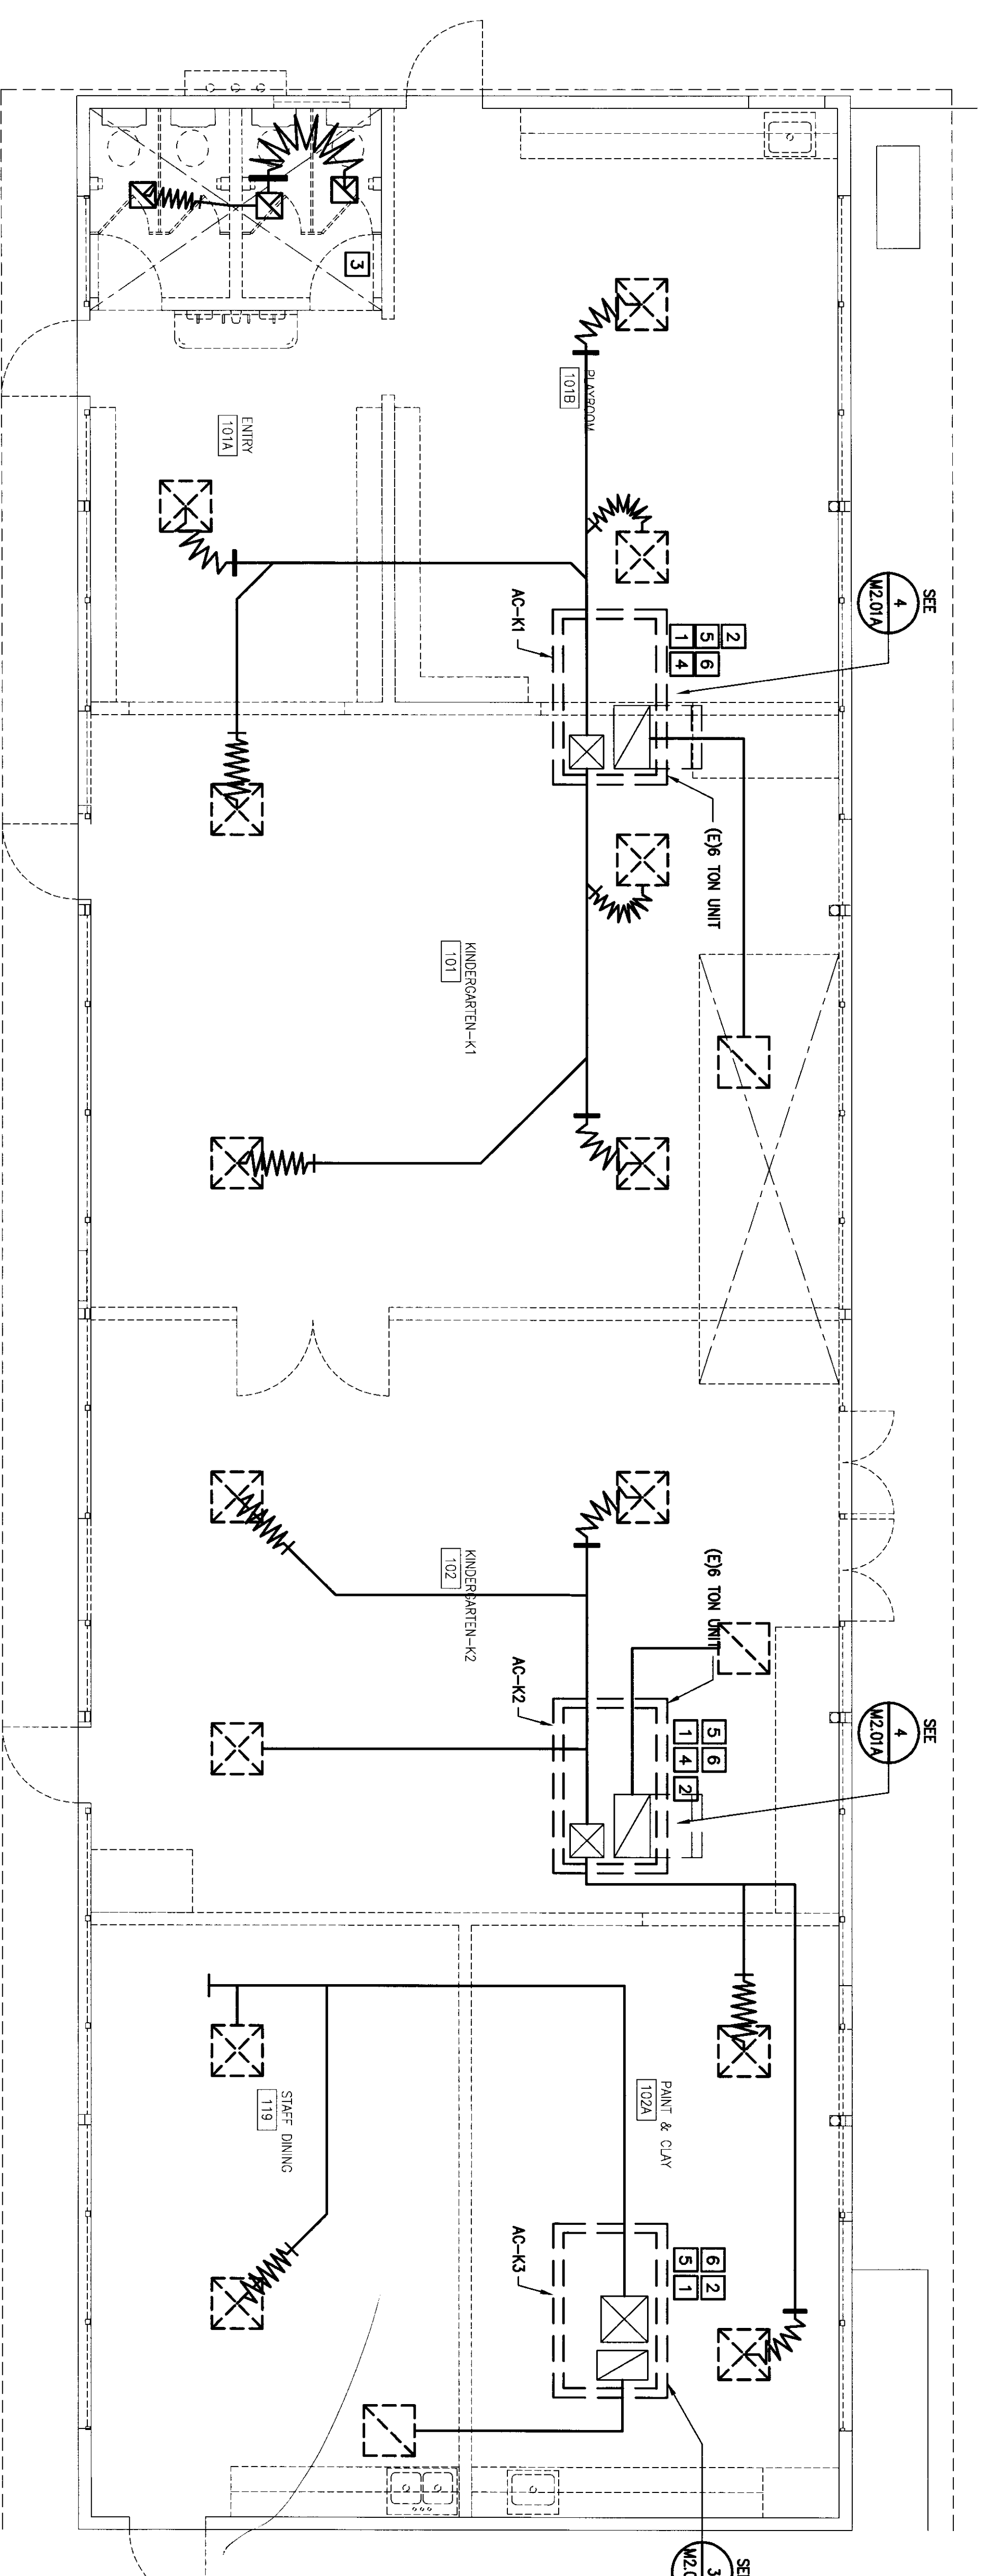 3
PLAYROOM
101B
ENTRY
101A
SEE
4
M2.01A
AC-K1
2
5 6
1 4
(E)6 TON UNIT
KINDERGARTEN-K1
101
(E)6 TON UNIT
KINDERGARTEN-K2
102
AC-K2
SEE
4
M2.01A
5 6
1 4 2
PAINT & CLAY
102A
STAFF DINING
119
AC-K3
6 2
5 1
3